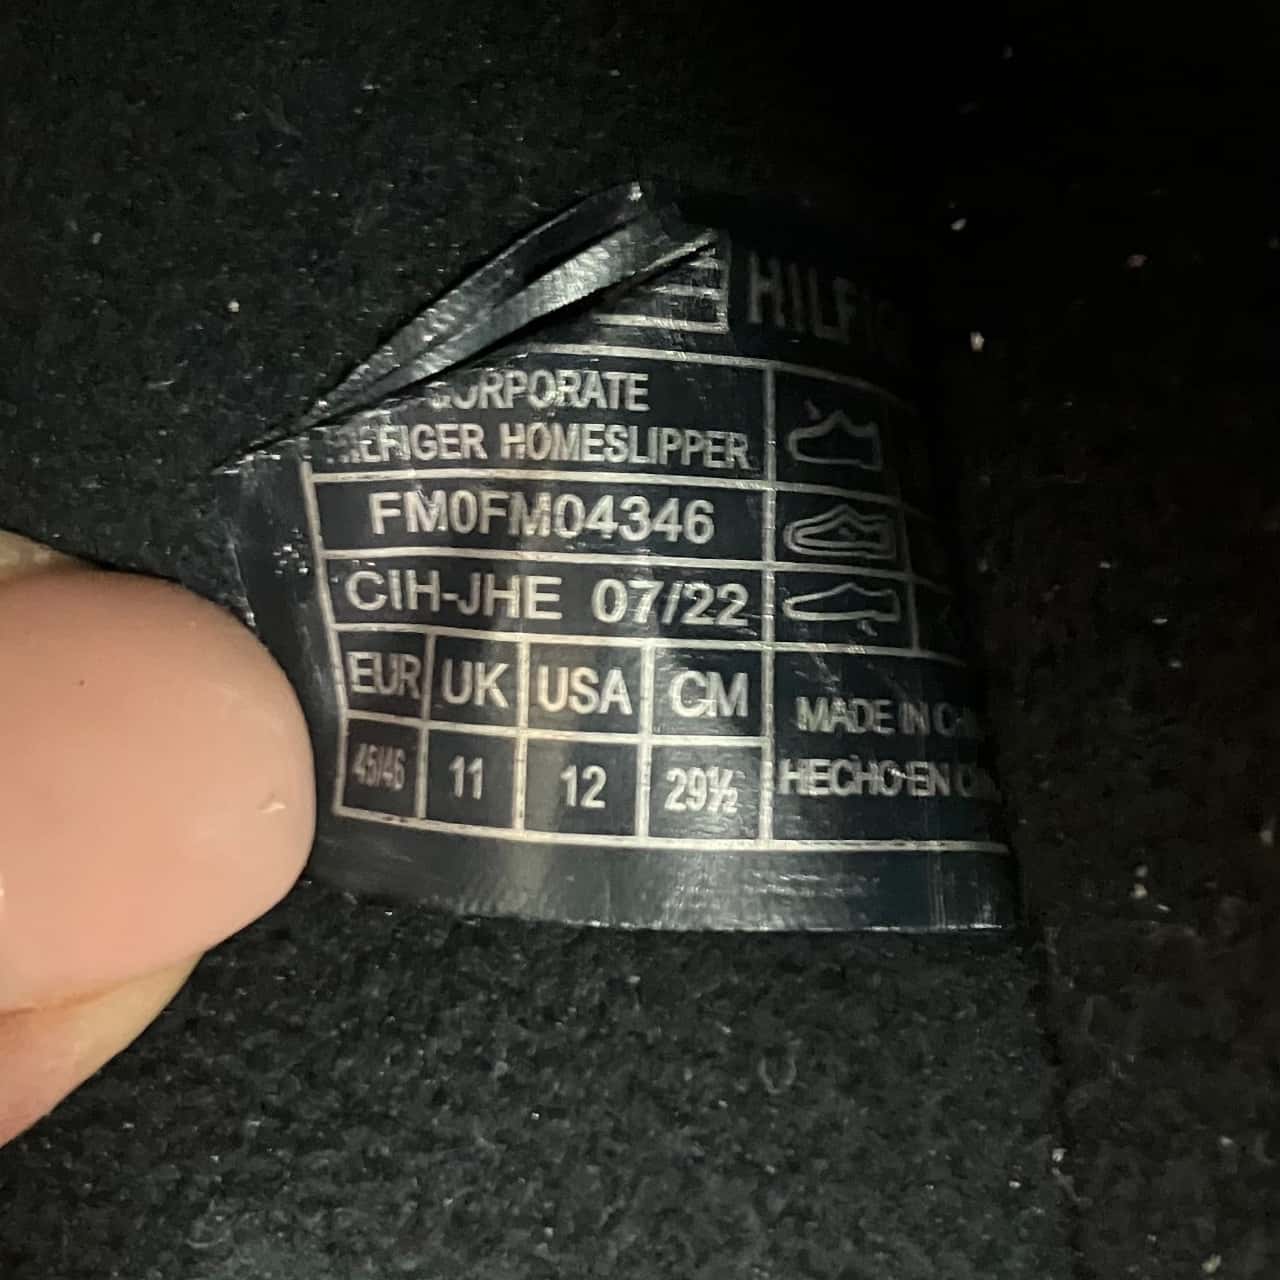 HILFIG
CORPORATE
HILFIGER HOMESLIPPER
FM0FM04346
CIH-JHE 07/22
EUR UK USA CM
45/46 11 12 29½
MADE IN
HECHO EN